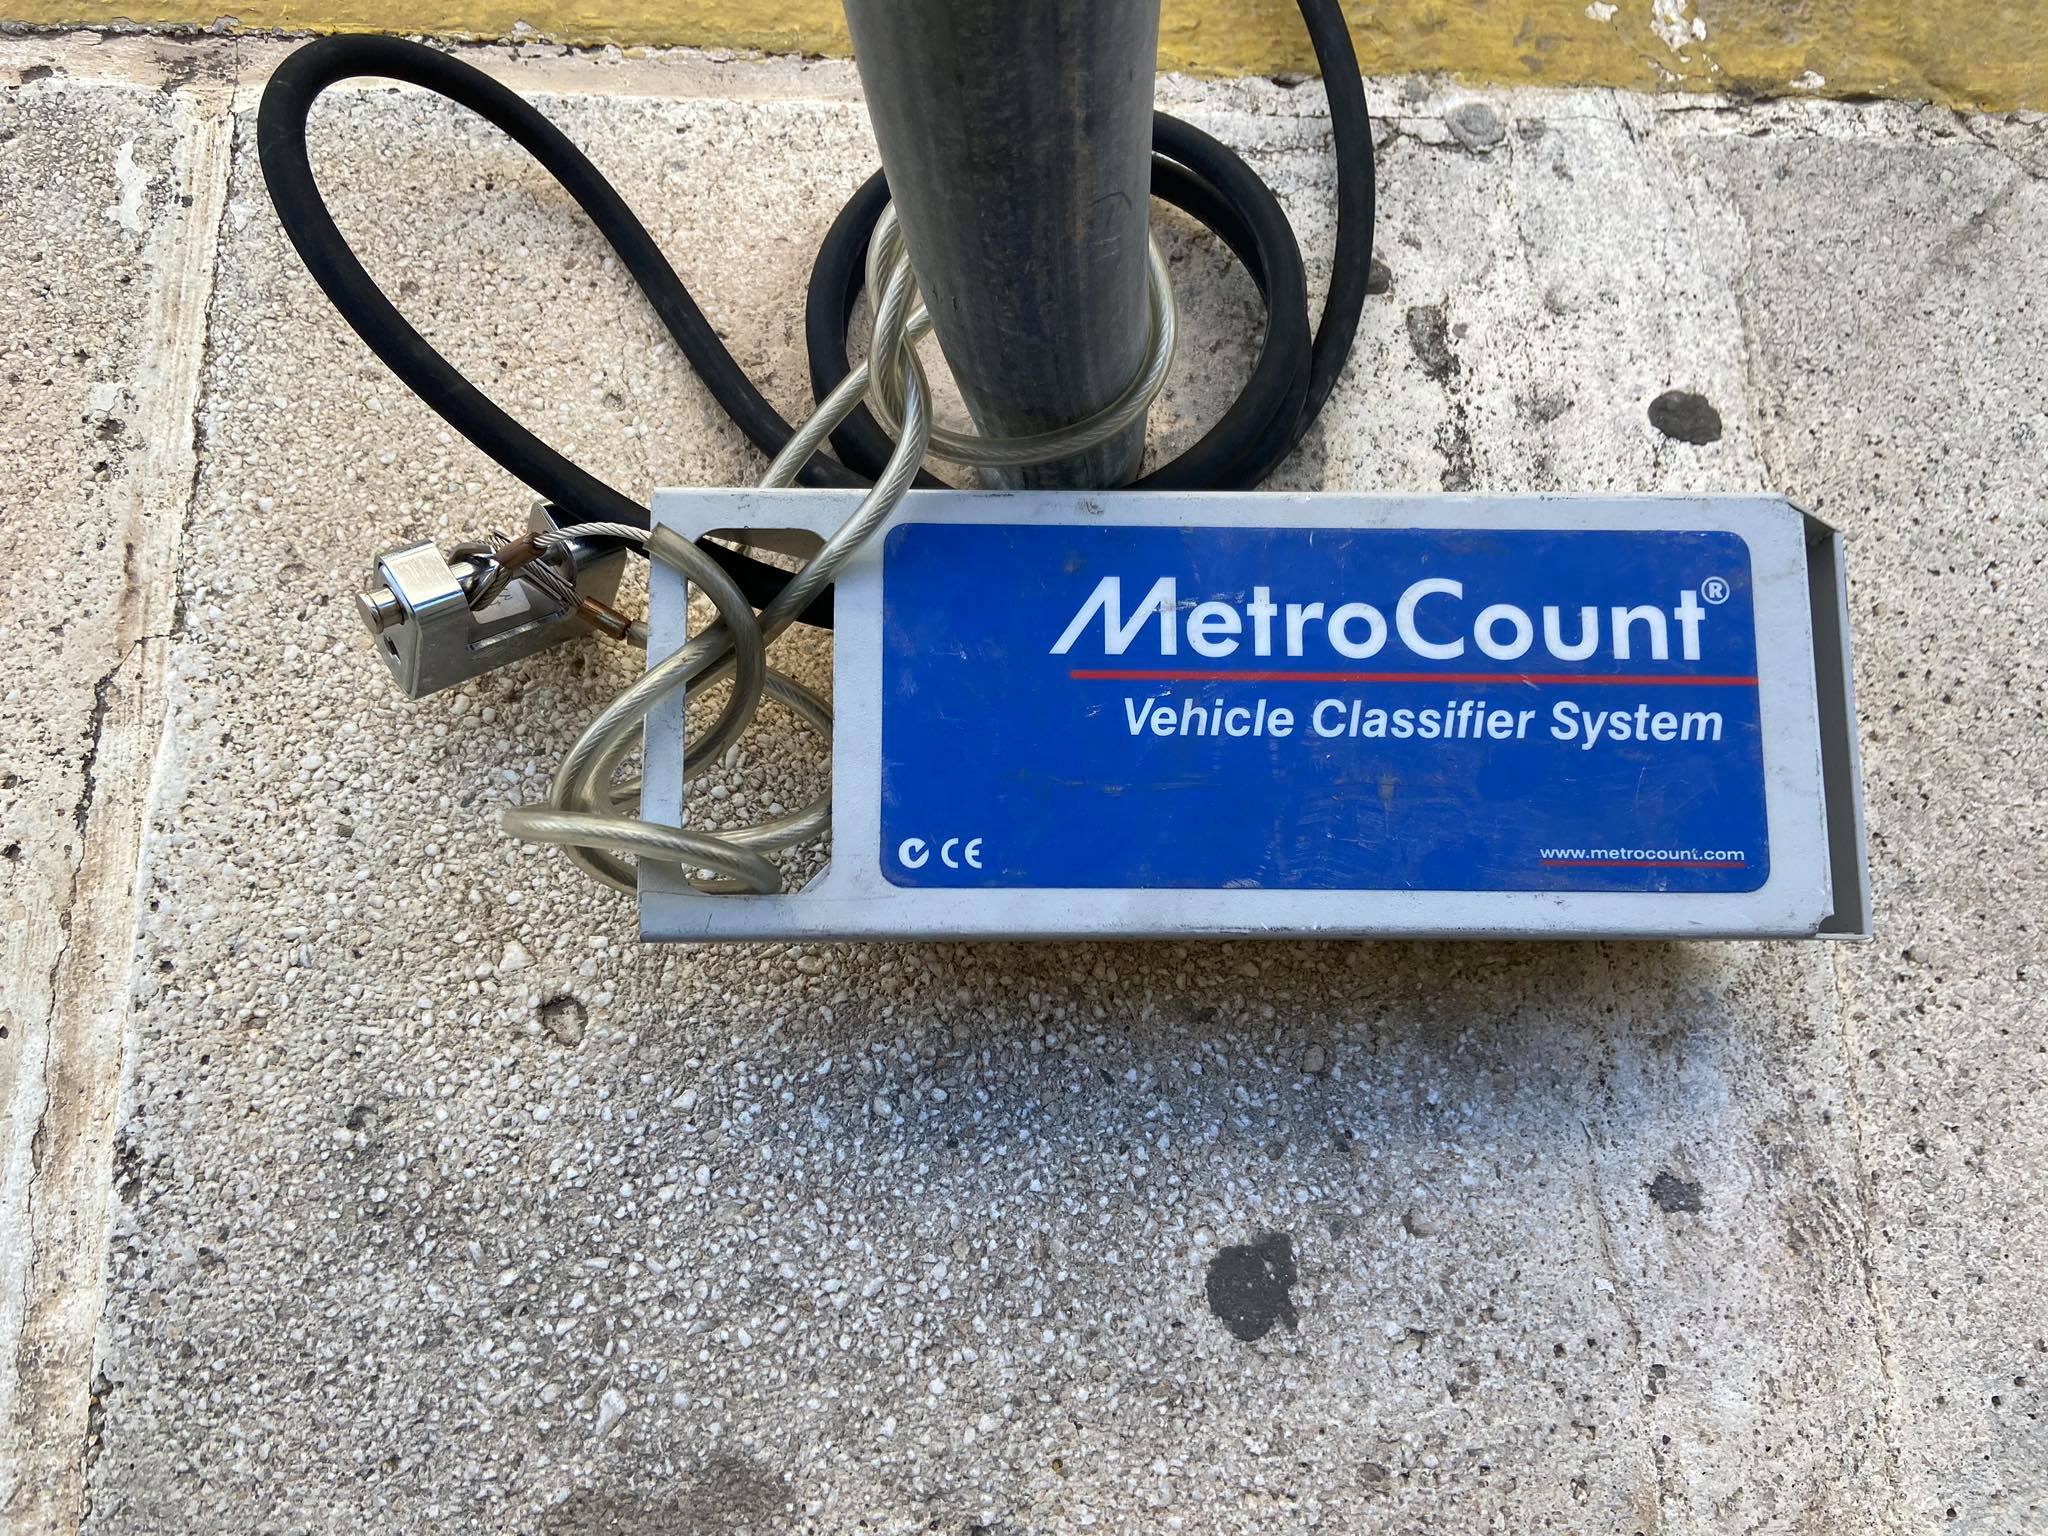 MetroCount®
Vehicle Classifier System
CE
www.metrocount.com